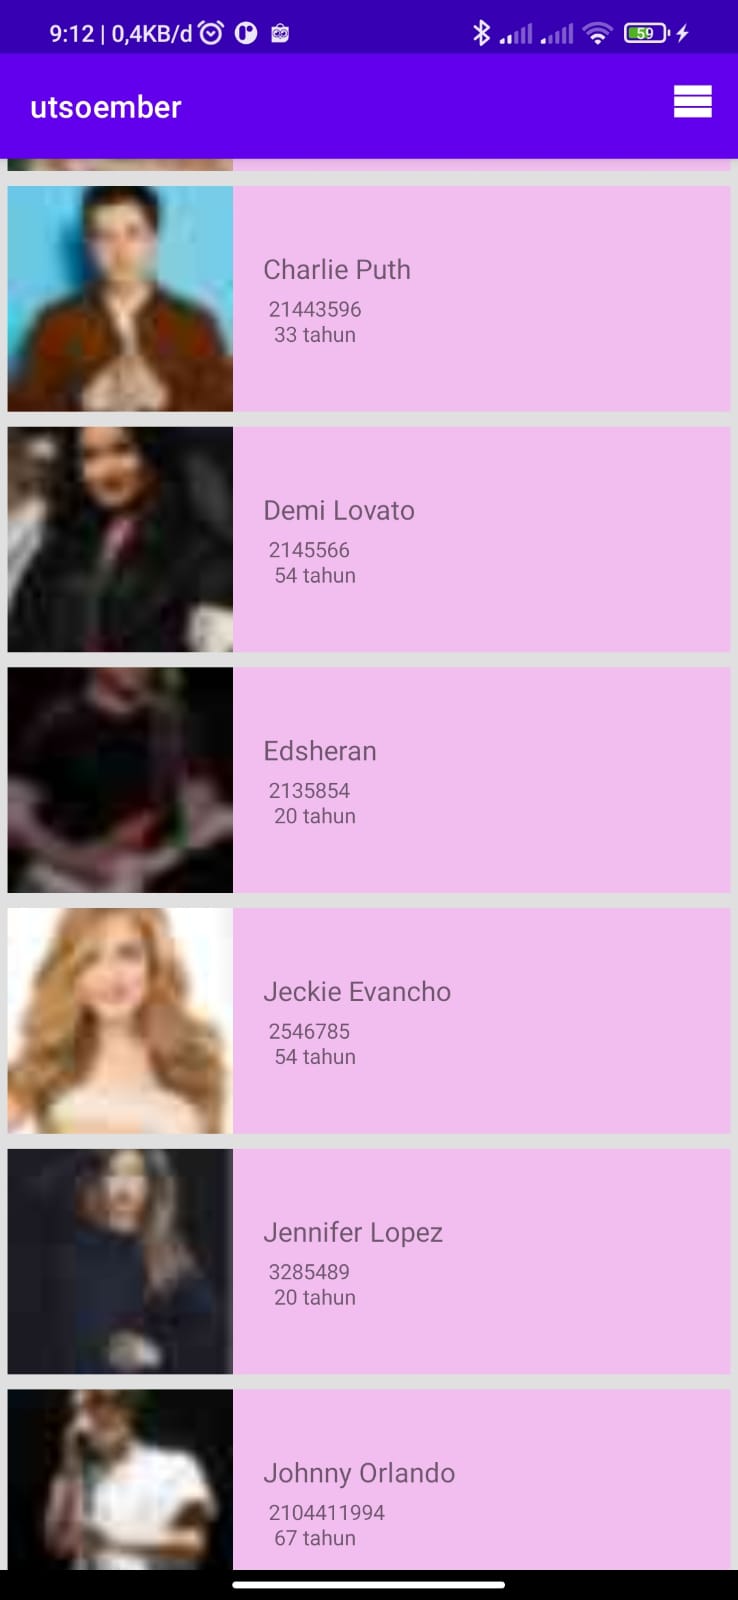 9:12 | 0,4KB/d
59
utsoember
Charlie Puth
21443596
33 tahun
Demi Lovato
2145566
54 tahun
Edsheran
2135854
20 tahun
Jeckie Evancho
2546785
54 tahun
Jennifer Lopez
3285489
20 tahun
Johnny Orlando
2104411994
67 tahun